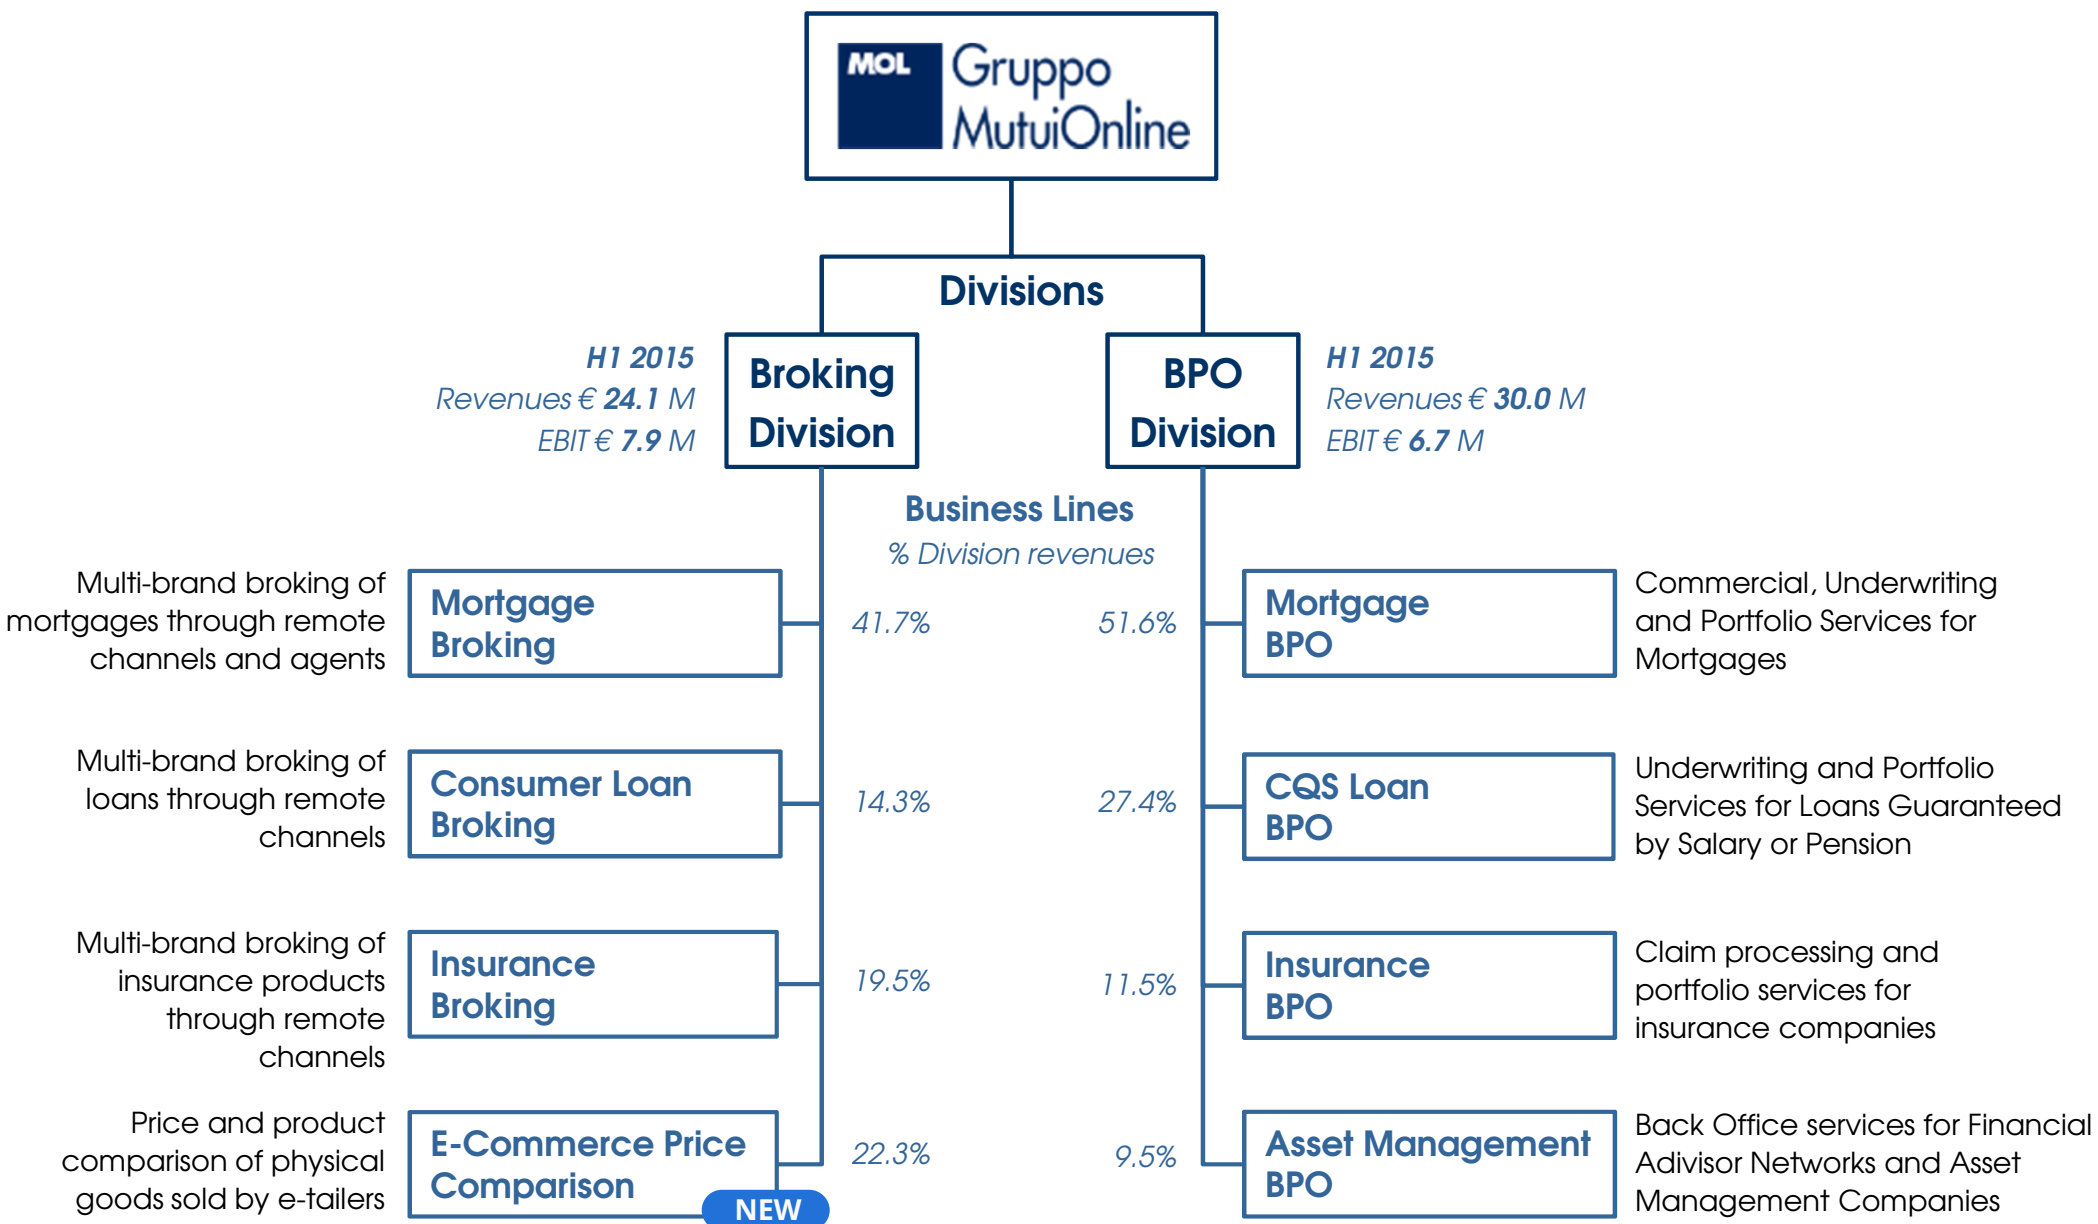 MOL
Gruppo
MutuiOnline
Divisions
H1 2015
Revenues € 24.1 M
EBIT € 7.9 M
Broking
Division
BPO
Division
H1 2015
Revenues € 30.0 M
EBIT € 6.7 M
Business Lines
% Division revenues
Multi-brand broking of
mortgages through remote
channels and agents
Mortgage
Broking
41.7%
51.6%
Mortgage
BPO
Commercial, Underwriting
and Portfolio Services for
Mortgages
Multi-brand broking of
loans through remote
channels
Consumer Loan
Broking
14.3%
27.4%
CQS Loan
BPO
Underwriting and Portfolio
Services for Loans Guaranteed
by Salary or Pension
Multi-brand broking of
insurance products
through remote
channels
Insurance
Broking
19.5%
11.5%
Insurance
BPO
Claim processing and
portfolio services for
insurance companies
Price and product
comparison of physical
goods sold by e-tailers
E-Commerce Price
Comparison
NEW
22.3%
9.5%
Asset Management
BPO
Back Office services for Financial
Adivisor Networks and Asset
Management Companies